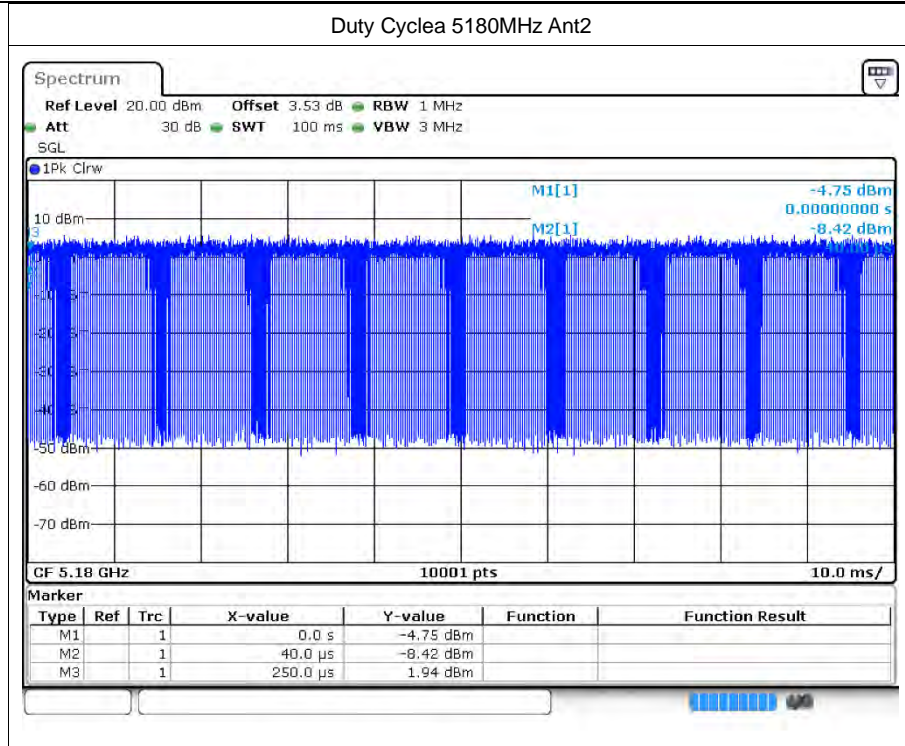 Duty Cyclea 5180MHz Ant2
Spectrum
Ref Level 20.00 dBm Offset 3.53 dB RBW 1 MHz
Att 30 dB SWT 100 ms VBW 3 MHz
SGL
1Pk Clrw
M1[1] -4.75 dBm
0.00000000 s
10 dBm
M2[1] -8.42 dBm
-50 dBm
-60 dBm
-70 dBm
CF 5.18 GHz 10001 pts 10.0 ms/
Marker
Type Ref Trc X-value Y-value Function Function Result
M1 1 0.0 s -4.75 dBm
M2 1 40.0 µs -8.42 dBm
M3 1 250.0 µs 1.94 dBm